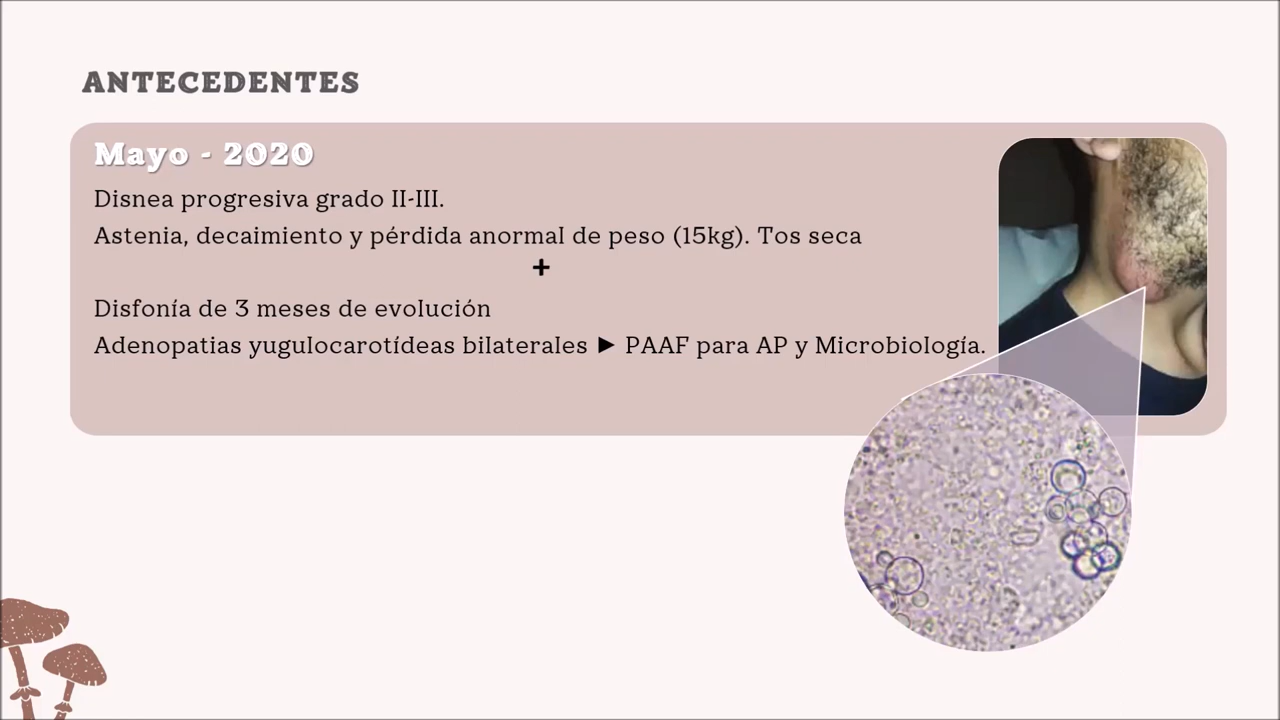 ANTECEDENTES
Mayo - 2020
Disnea progresiva grado II-III.
Astenia, decaimiento y pérdida anormal de peso (15kg). Tos seca
+
Disfonía de 3 meses de evolución
Adenopatias yugulocarotídeas bilaterales ► PAAF para AP y Microbiología.